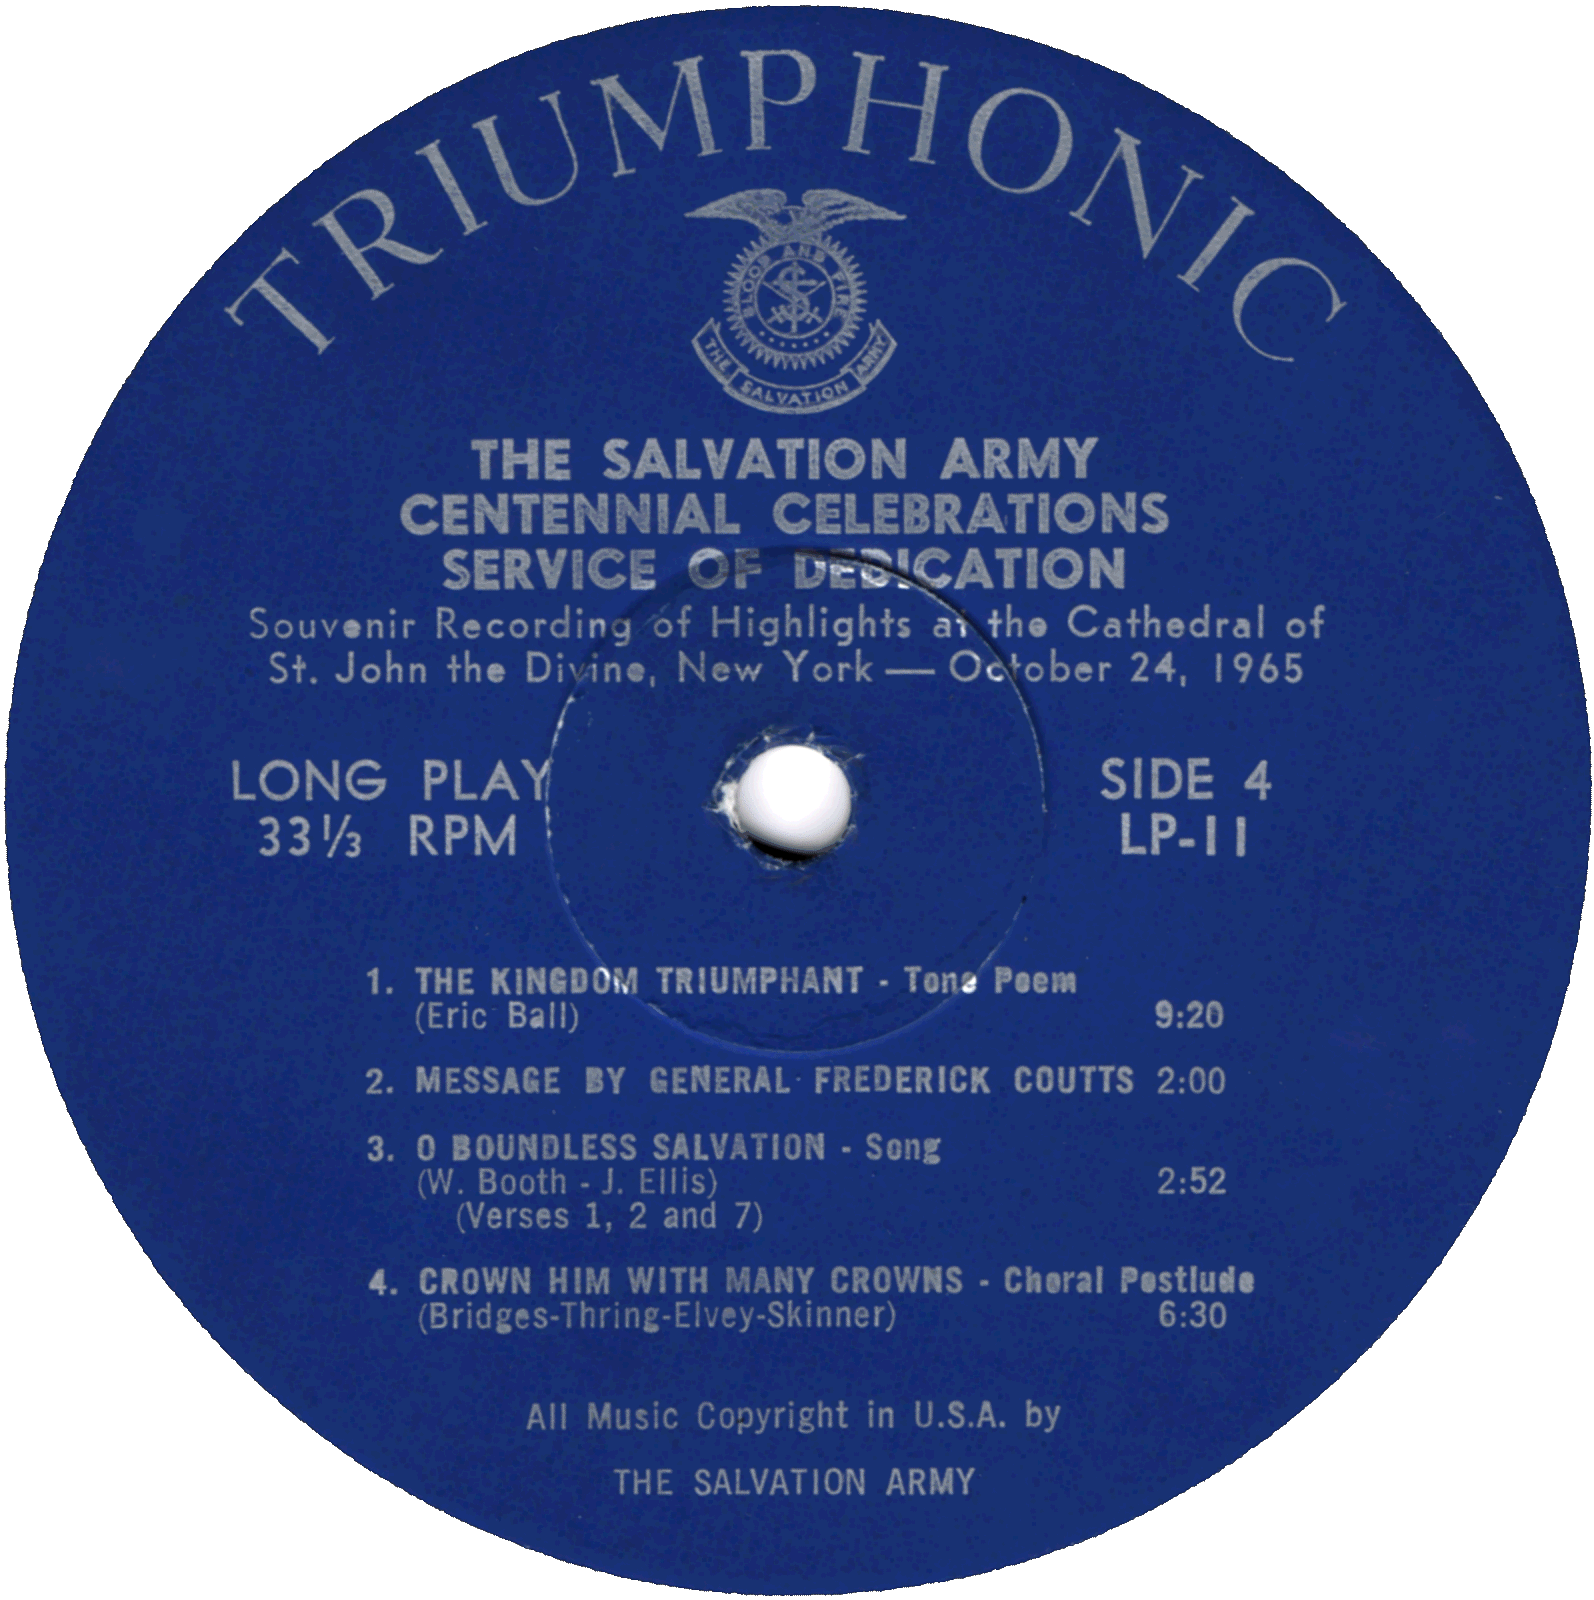 TRIUMPHONIC
BLOOD AND FIRE
S
THE SALVATION ARMY
THE SALVATION ARMY
CENTENNIAL CELEBRATIONS
SERVICE OF DEDICATION
Souvenir Recording of Highlights at the Cathedral of
St. John the Divine, New York — October 24, 1965
LONG PLAY
33⅓ RPM
SIDE 4
LP-11
1. THE KINGDOM TRIUMPHANT - Tone Poem
(Eric Ball) 9:20
2. MESSAGE BY GENERAL FREDERICK COUTTS 2:00
3. O BOUNDLESS SALVATION - Song
(W. Booth - J. Ellis) 2:52
(Verses 1, 2 and 7)
4. CROWN HIM WITH MANY CROWNS - Choral Postlude
(Bridges-Thring-Elvey-Skinner) 6:30
All Music Copyright in U.S.A. by
THE SALVATION ARMY